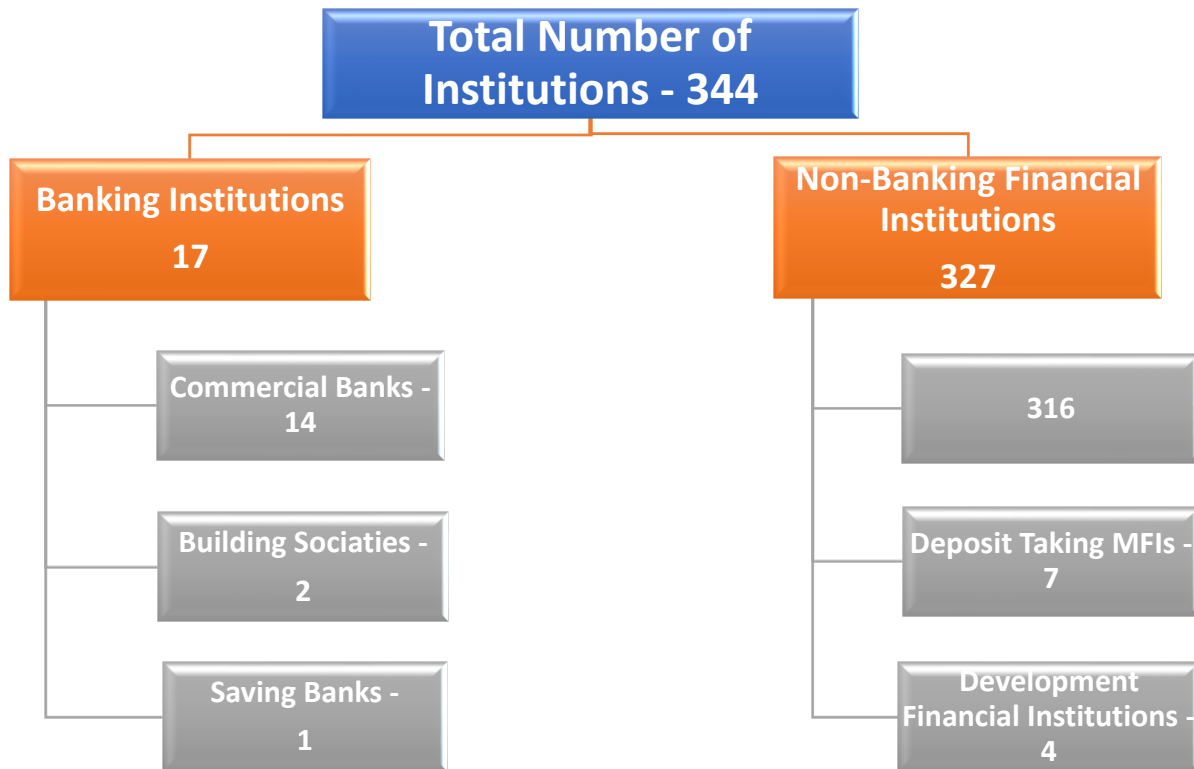 Total Number of
Institutions - 344
Banking Institutions
17
Non-Banking Financial
Institutions
327
Commercial Banks -
14
Building Sociaties -
2
Saving Banks -
1
316
Deposit Taking MFIs -
7
Development
Financial Institutions -
4